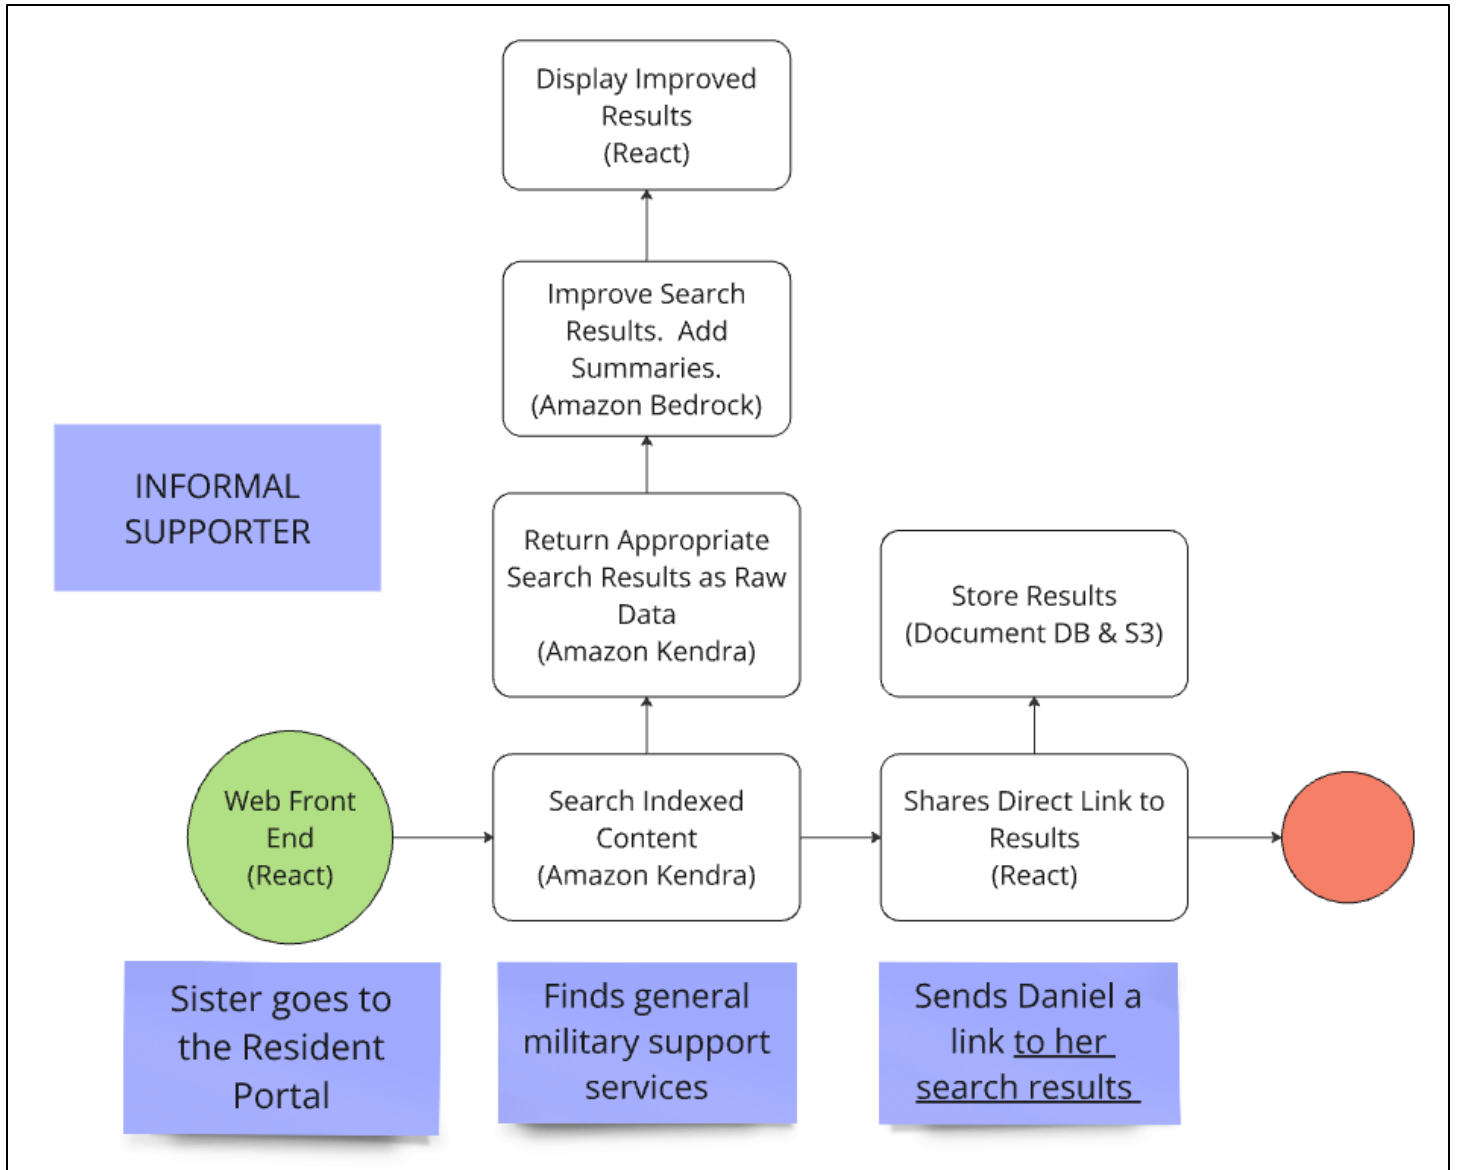 Display Improved
Results
(React)
Improve Search
Results.  Add
Summaries.
(Amazon Bedrock)
INFORMAL
SUPPORTER
Return Appropriate
Search Results as Raw
Data
(Amazon Kendra)
Store Results
(Document DB & S3)
Web Front
End
(React)
Search Indexed
Content
(Amazon Kendra)
Shares Direct Link to
Results
(React)
Sister goes to
the Resident
Portal
Finds general
military support
services
Sends Daniel a
link to her
search results